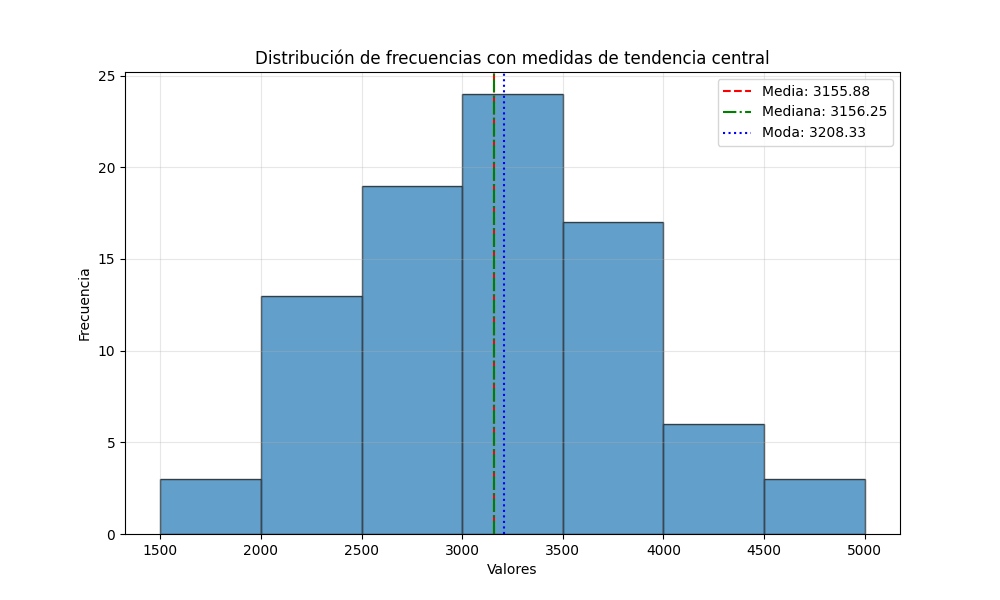 Distribución de frecuencias con medidas de tendencia central
Media: 3155.88
Mediana: 3156.25
Moda: 3208.33
Frecuencia
25
20
15
10
5
0
1500 2000 2500 3000 3500 4000 4500 5000
Valores